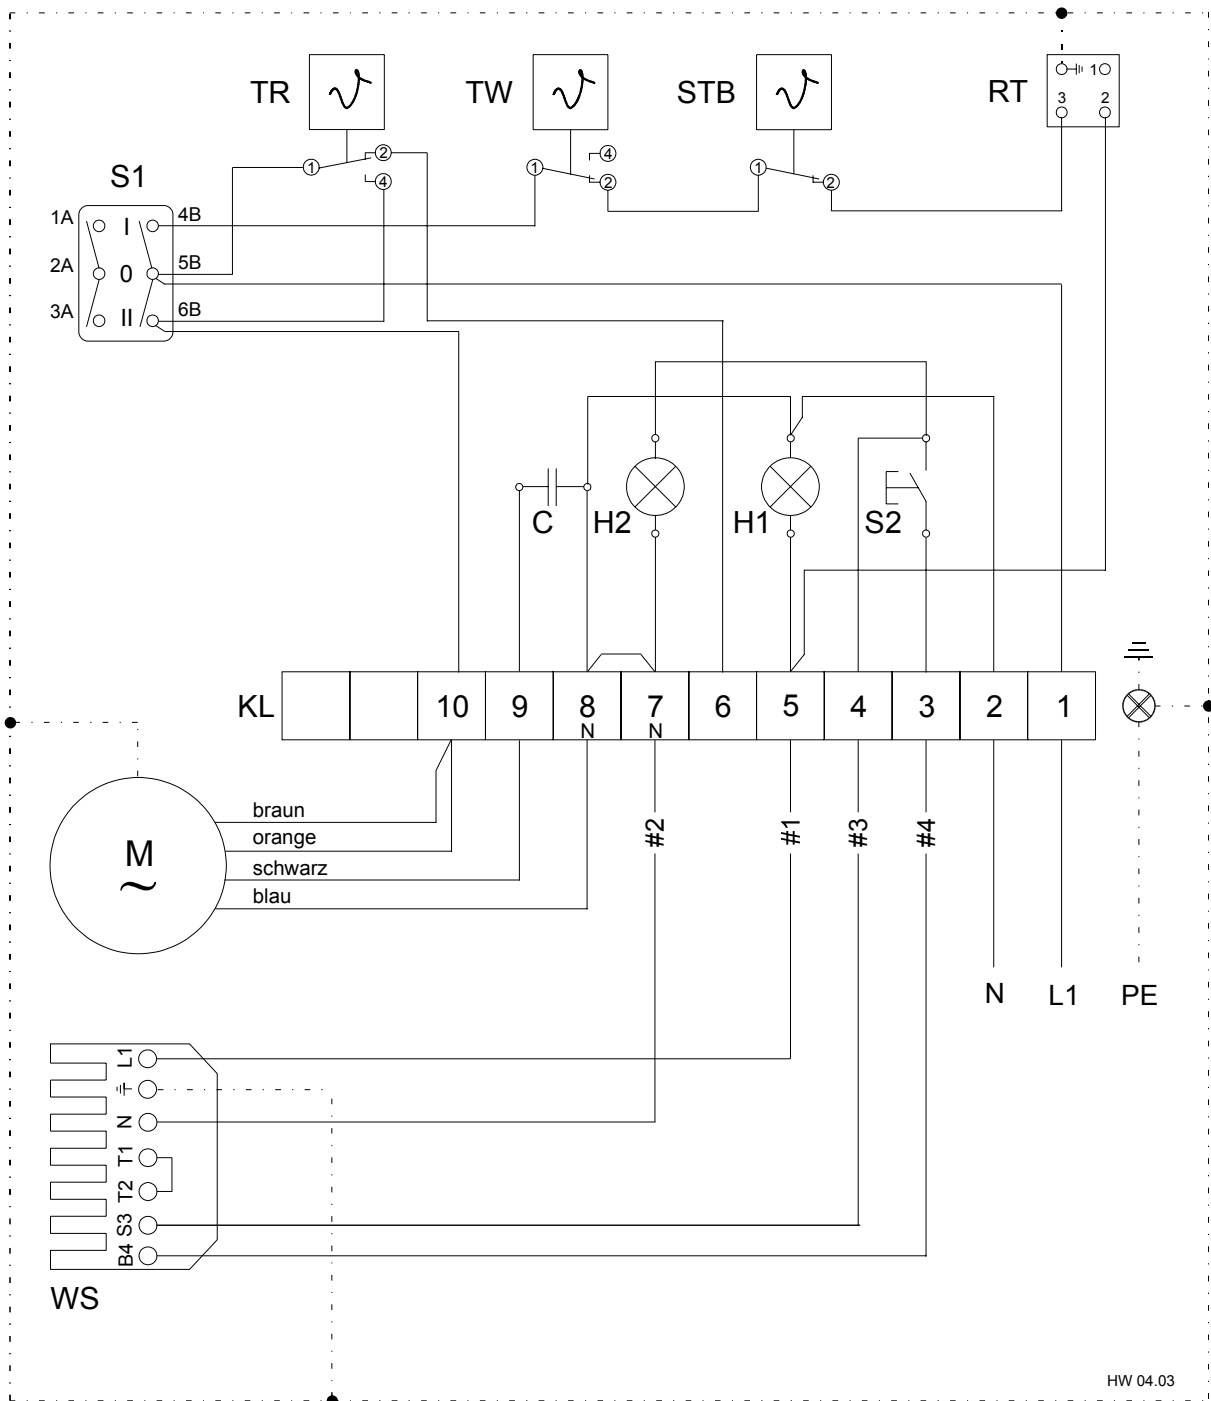 TR
TW
STB
RT
1
3 2
1 2 4
1 4 2
1 2
S1
1A I 4B
2A 0 5B
3A II 6B
C H2 H1 S2
KL 10 9 8 7 6 5 4 3 2 1
N N
braun
orange
schwarz
blau
M
~
#2 #1 #3 #4
N L1 PE
L1
N
T1
T2
S3
B4
WS
HW 04.03